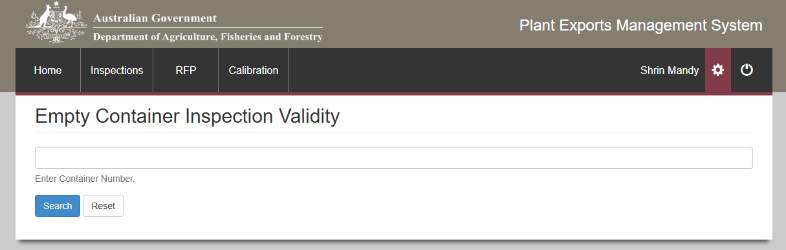 Australian Government
Department of Agriculture, Fisheries and Forestry
Plant Exports Management System
Home Inspections RFP Calibration Shrin Mandy
Empty Container Inspection Validity
Enter Container Number.
Search Reset